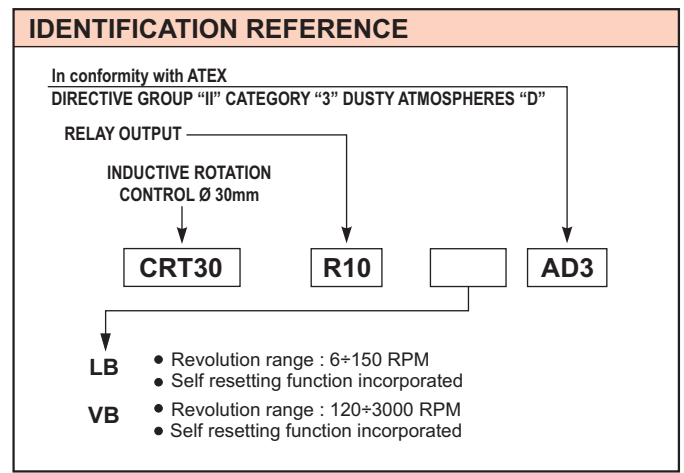 IDENTIFICATION REFERENCE
In conformity with ATEX
DIRECTIVE GROUP “II” CATEGORY “3” DUSTY ATMOSPHERES “D”
RELAY OUTPUT
INDUCTIVE ROTATION
CONTROL Ø 30mm
CRT30 R10 AD3
LB • Revolution range : 6÷150 RPM
• Self resetting function incorporated
VB • Revolution range : 120÷3000 RPM
• Self resetting function incorporated